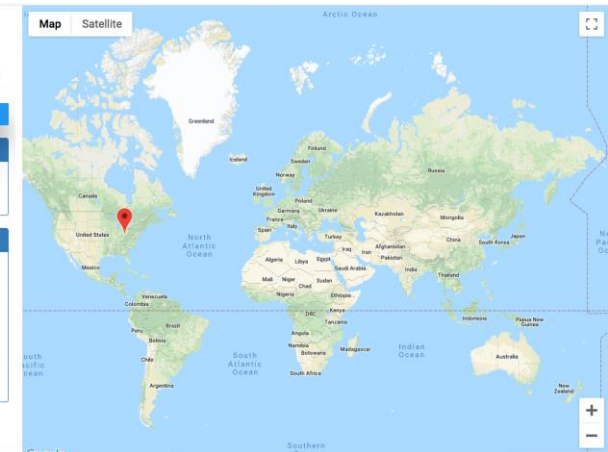 Map Satellite
Arctic Ocean
Greenland
Iceland
Finland
Sweden
Norway
Russia
Canada
United Kingdom
Poland
Germany
Ukraine
France
Kazakhstan
Mongolia
United States
North Atlantic Ocean
Spain
Italy
Turkey
China
South Korea
Japan
Iraq
Iran
Afghanistan
Pakistan
Algeria
Libya
Egypt
Saudi Arabia
Mexico
India
Mali
Niger
Chad
Sudan
Thailand
Nigeria
Ethiopia
Venezuela
Colombia
DRC
Kenya
Tanzania
Indonesia
Papua New Guinea
Peru
Brazil
Bolivia
Angola
Namibia
Botswana
Madagascar
Indian Ocean
Chile
South Atlantic Ocean
Australia
South Africa
Argentina
New Zealand
Southern
+
−